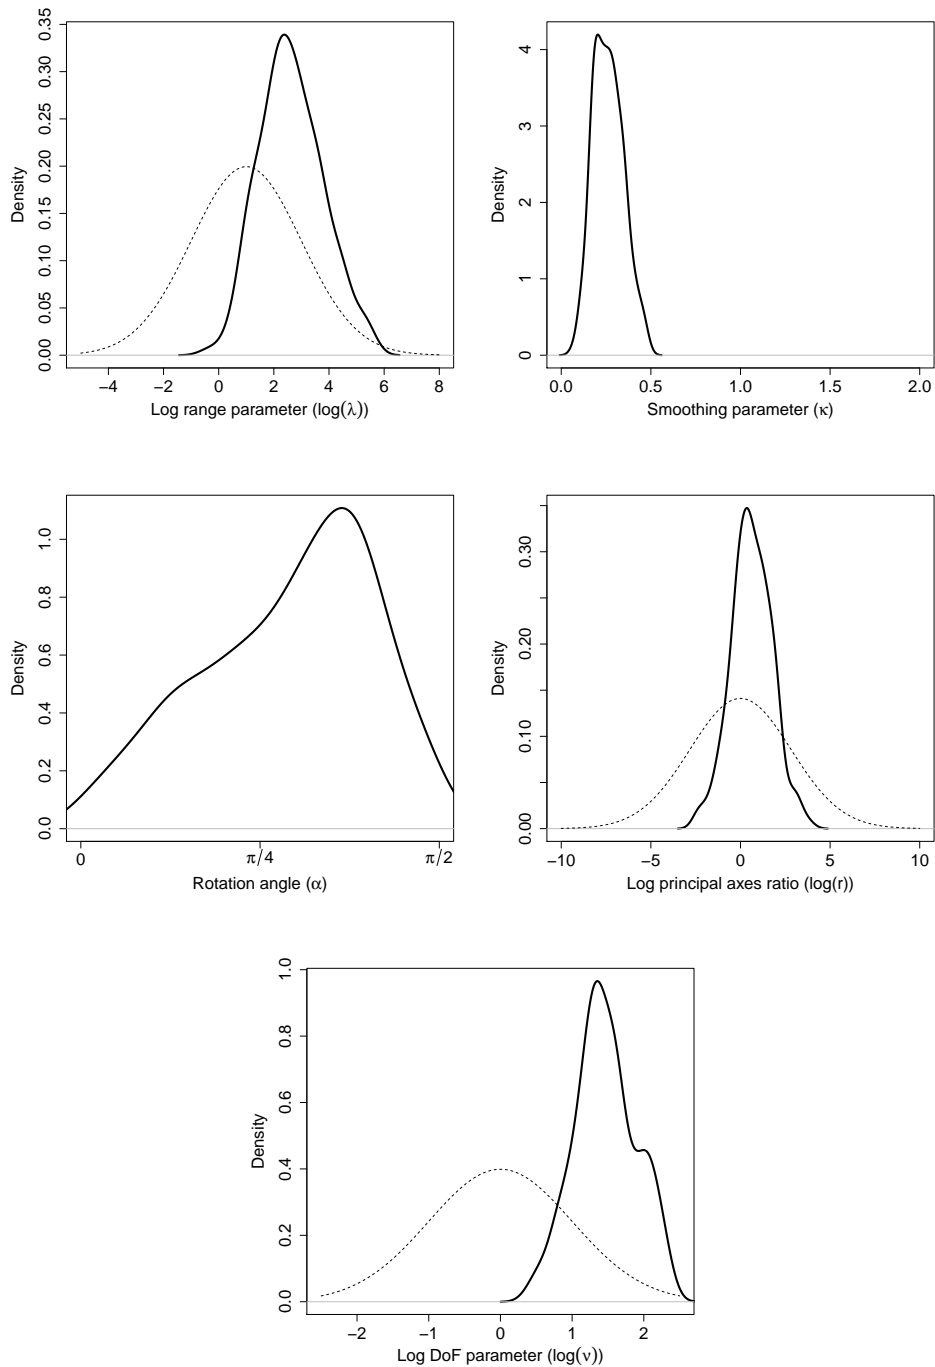 0.00 0.05 0.10 0.15 0.20 0.25 0.30 0.35
Density
−4 −2 0 2 4 6 8
Log range parameter (log(λ))
0 1 2 3 4
Density
0.0 0.5 1.0 1.5 2.0
Smoothing parameter (κ)
0.0 0.2 0.4 0.6 0.8 1.0
Density
0 π/4 π/2
Rotation angle (α)
0.00 0.10 0.20 0.30
Density
−10 −5 0 5 10
Log principal axes ratio (log(r))
0.0 0.2 0.4 0.6 0.8 1.0
Density
−2 −1 0 1 2
Log DoF parameter (log(ν))